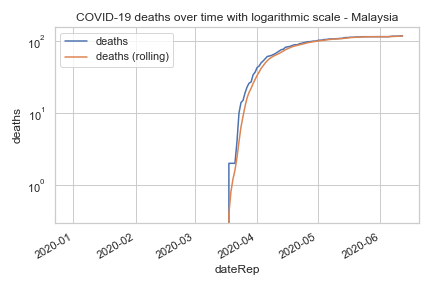 COVID-19 deaths over time with logarithmic scale - Malaysia
deaths
deaths (rolling)
10²
10¹
10⁰
deaths
2020-01
2020-02
2020-03
2020-04
2020-05
2020-06
dateRep